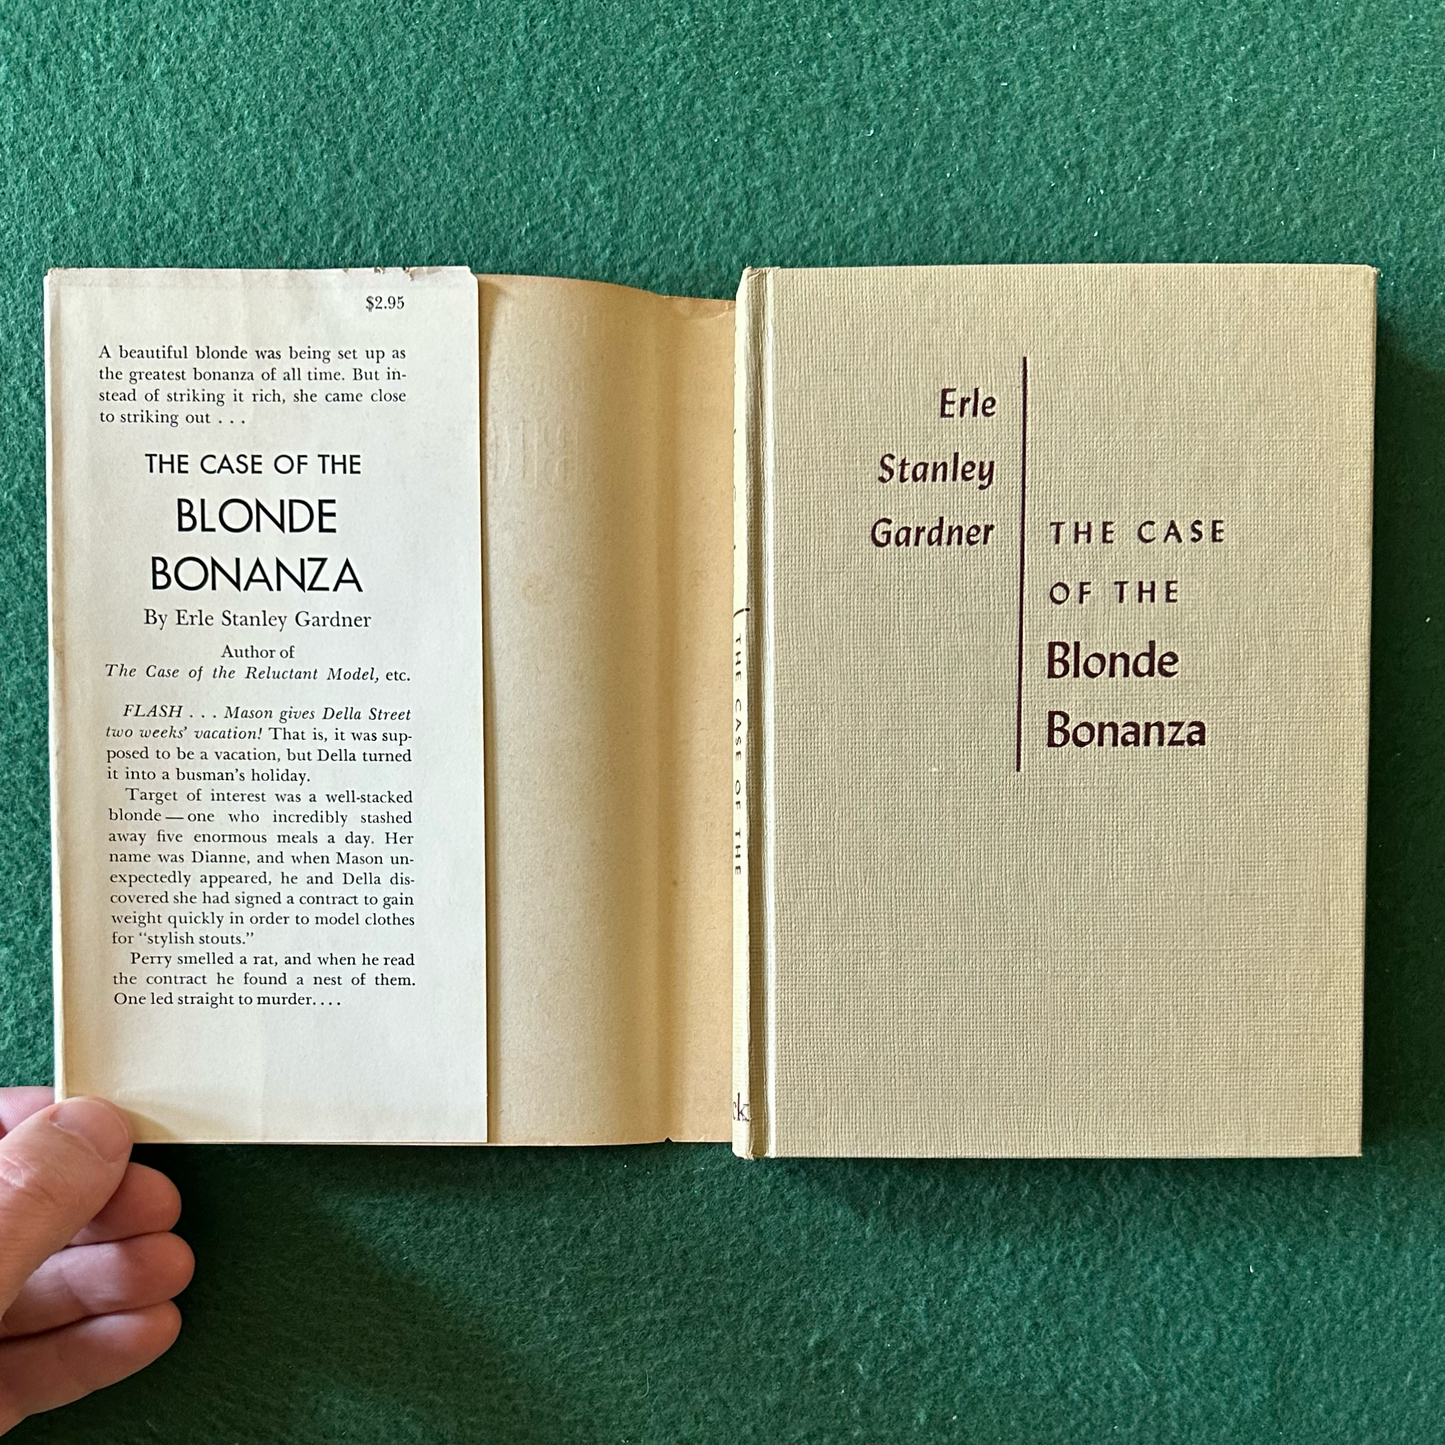 $2.95
A beautiful blonde was being set up as
the greatest bonanza of all time. But in-
stead of striking it rich, she came close
to striking out . . .
THE CASE OF THE
BLONDE
BONANZA
By Erle Stanley Gardner
Author of
The Case of the Reluctant Model, etc.
FLASH . . . Mason gives Della Street
two weeks' vacation! That is, it was sup-
posed to be a vacation, but Della turned
it into a busman's holiday.
Target of interest was a well-stacked
blonde — one who incredibly stashed
away five enormous meals a day. Her
name was Dianne, and when Mason un-
expectedly appeared, he and Della dis-
covered she had signed a contract to gain
weight quickly in order to model clothes
for "stylish stouts."
Perry smelled a rat, and when he read
the contract he found a nest of them.
One led straight to murder. . . .
THE CASE OF THE
ck
Erle
Stanley
Gardner
THE CASE
OF THE
Blonde
Bonanza